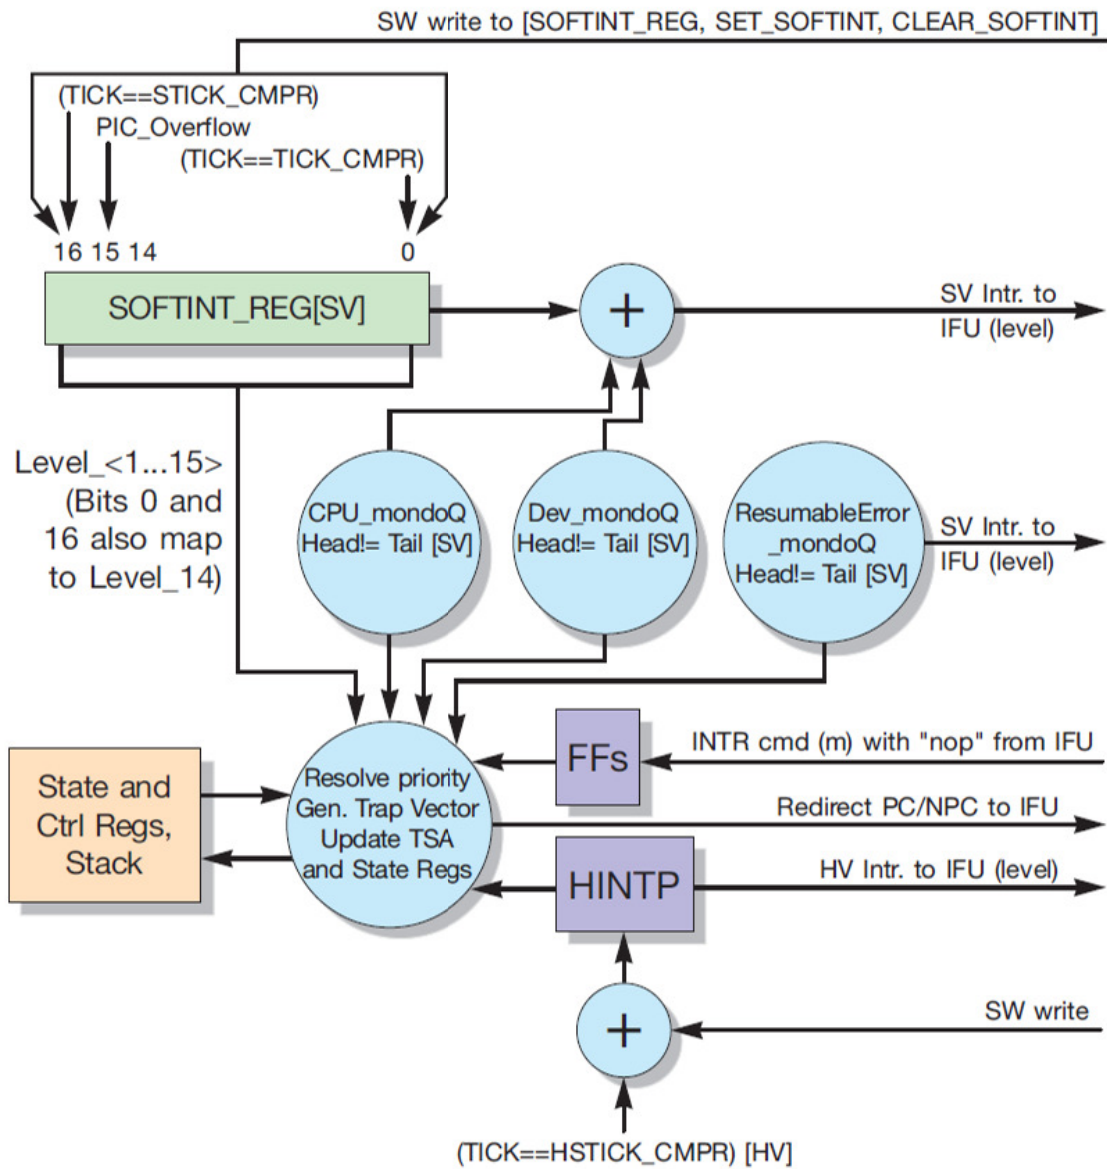 SW write to [SOFTINT_REG, SET_SOFTINT, CLEAR_SOFTINT]
(TICK==STICK_CMPR)
PIC_Overflow
(TICK==TICK_CMPR)
16 15 14 0
SOFTINT_REG[SV]
+
SV Intr. to
IFU (level)
Level_<1...15>
(Bits 0 and
16 also map
to Level_14)
CPU_mondoQ
Head!= Tail [SV]
Dev_mondoQ
Head!= Tail [SV]
ResumableError
_mondoQ
Head!= Tail [SV]
SV Intr. to
IFU (level)
State and
Ctrl Regs,
Stack
Resolve priority
Gen. Trap Vector
Update TSA
and State Regs
FFs
INTR cmd (m) with "nop" from IFU
Redirect PC/NPC to IFU
HINTP
HV Intr. to IFU (level)
+
SW write
(TICK==HSTICK_CMPR) [HV]